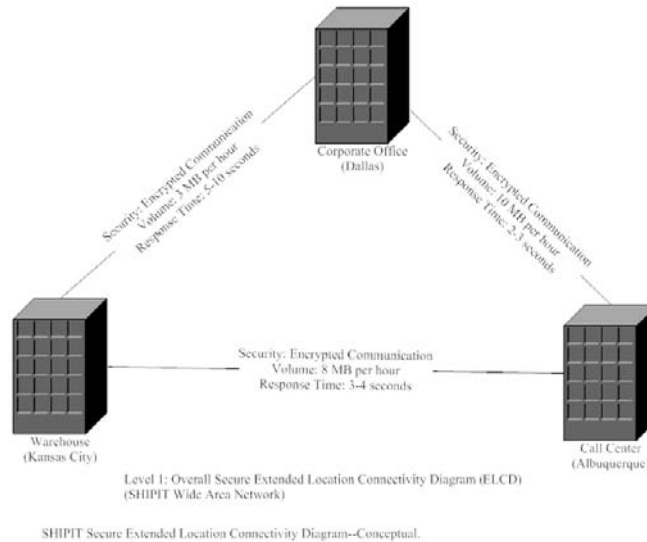 Corporate Office
(Dallas)
Security: Encrypted Communication
Volume: 3 MB per hour
Response Time: 5-10 seconds
Security: Encrypted Communication
Volume: 10 MB per hour
Response Time: 2-3 seconds
Security: Encrypted Communication
Volume: 8 MB per hour
Response Time: 3-4 seconds
Warehouse
(Kansas City)
Call Center
(Albuquerque)
Level 1: Overall Secure Extended Location Connectivity Diagram (ELCD)
(SHIPIT Wide Area Network)
SHIPIT Secure Extended Location Connectivity Diagram--Conceptual.